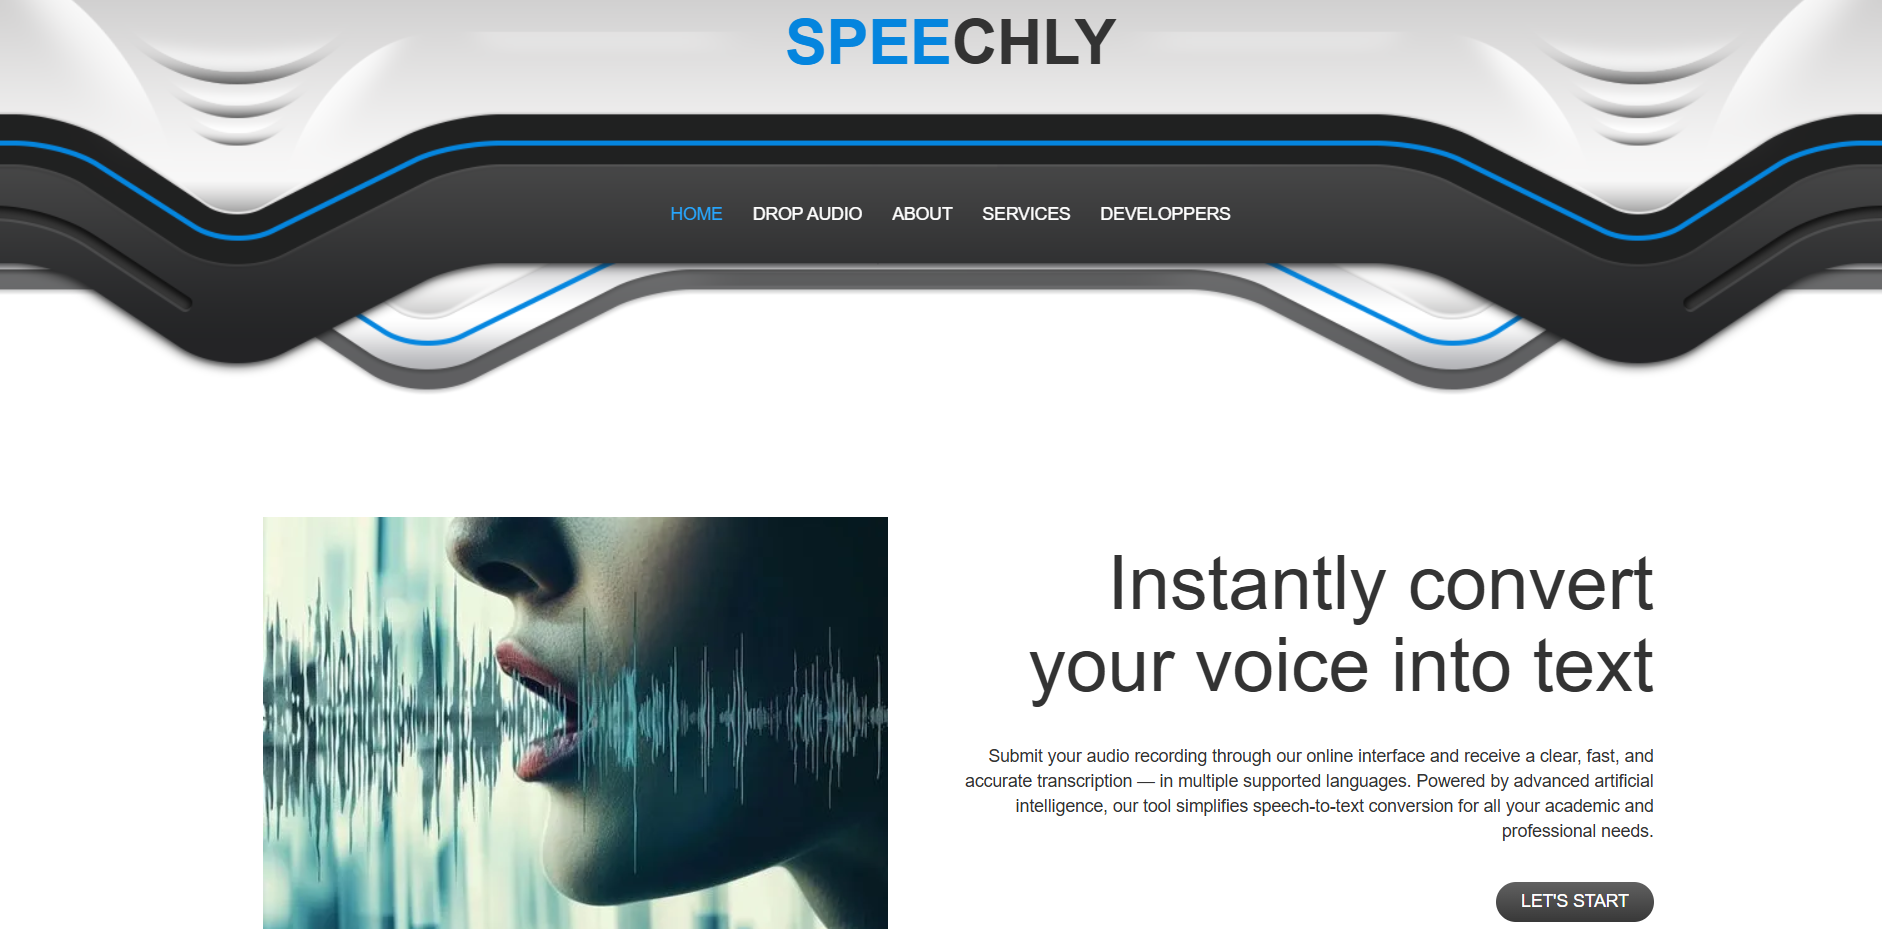 SPEECHLY
HOME DROP AUDIO ABOUT SERVICES DEVELOPPERS
Instantly convert
your voice into text
Submit your audio recording through our online interface and receive a clear, fast, and
accurate transcription — in multiple supported languages. Powered by advanced artificial
intelligence, our tool simplifies speech-to-text conversion for all your academic and
professional needs.
LET'S START